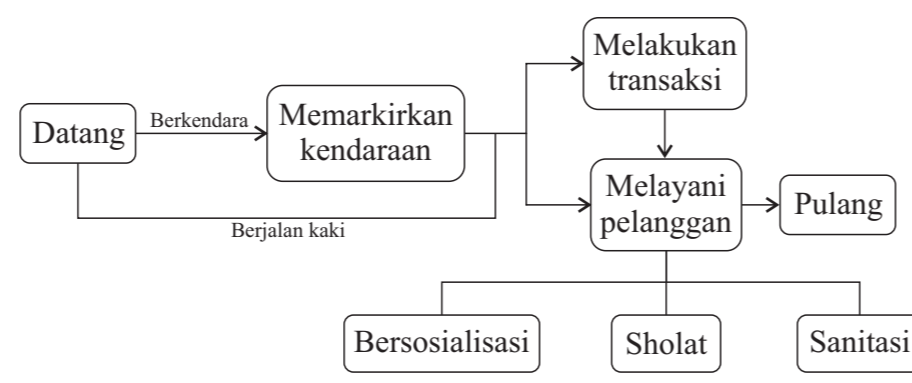 Datang
Berkendara
Memarkirkan
kendaraan
Berjalan kaki
Melakukan
transaksi
Melayani
pelanggan
Pulang
Bersosialisasi
Sholat
Sanitasi